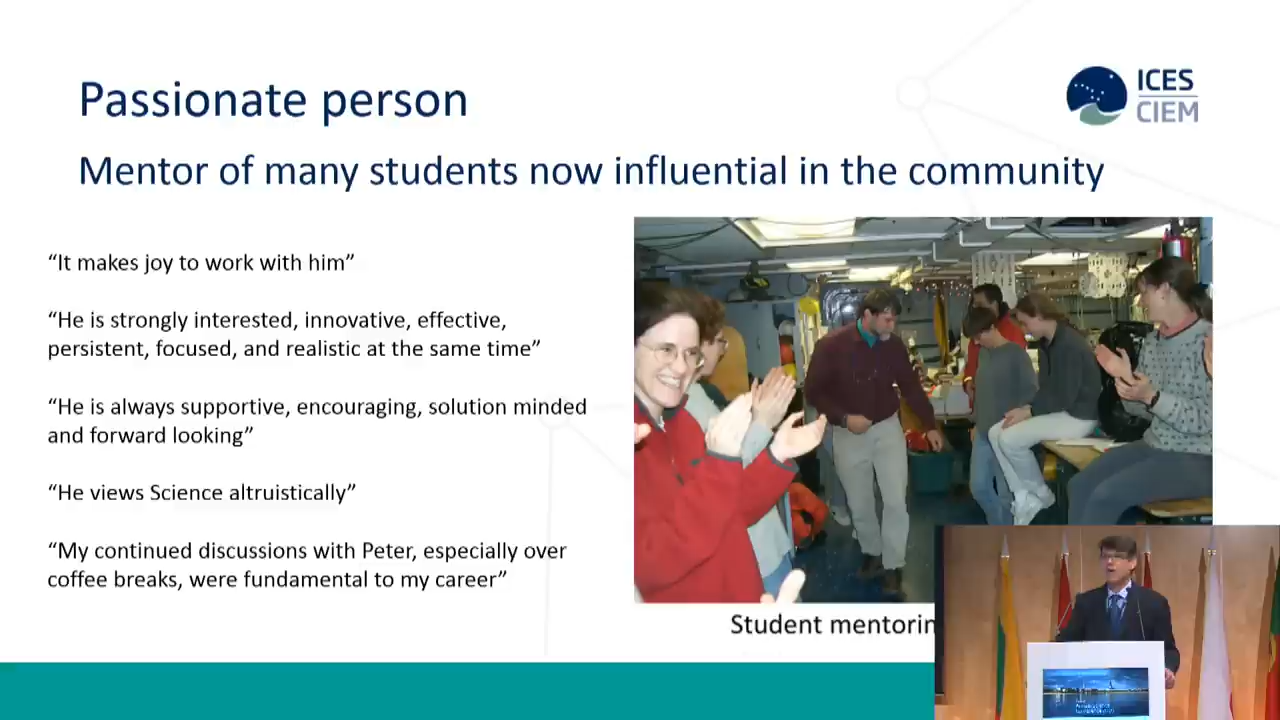 Passionate person
ICES
CIEM
Mentor of many students now influential in the community
“It makes joy to work with him”
“He is strongly interested, innovative, effective,
persistent, focused, and realistic at the same time”
“He is always supportive, encouraging, solution minded
and forward looking”
“He views Science altruistically”
“My continued discussions with Peter, especially over
coffee breaks, were fundamental to my career”
Student mentorin